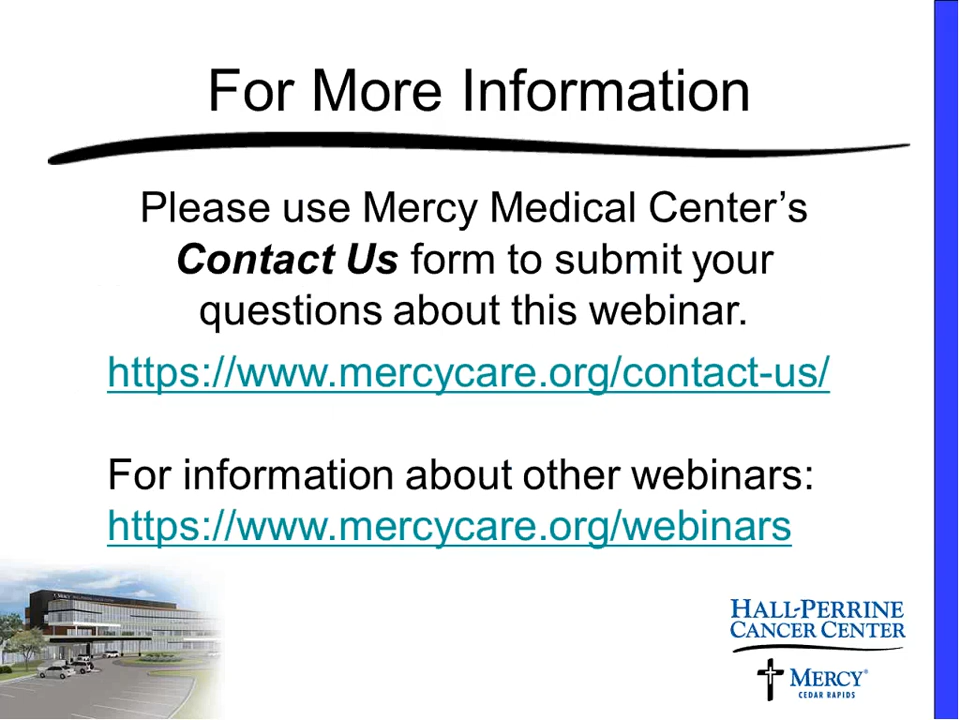 For More Information
Please use Mercy Medical Center’s
Contact Us form to submit your
questions about this webinar.
https://www.mercycare.org/contact-us/
For information about other webinars:
https://www.mercycare.org/webinars
HALL-PERRINE
CANCER CENTER
MERCY®
CEDAR RAPIDS